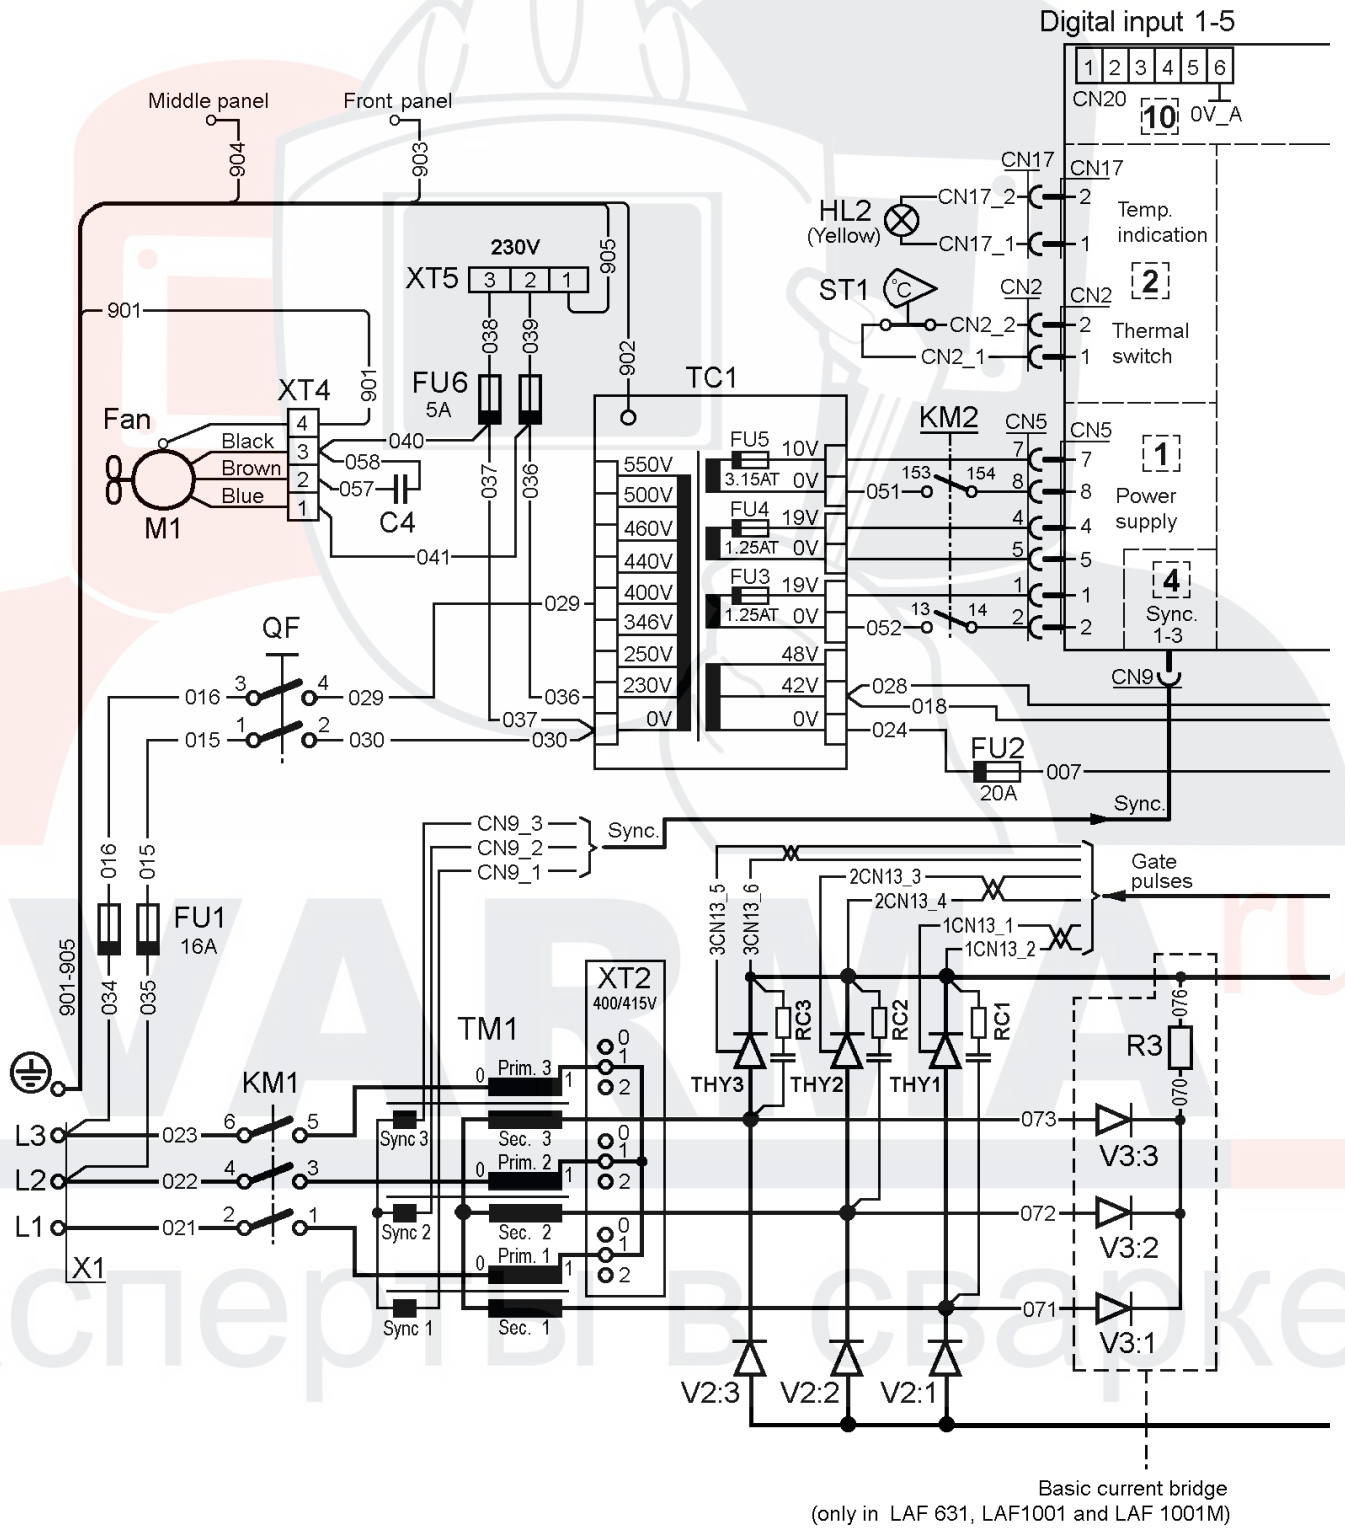 Digital input 1-5
1 2 3 4 5 6
CN20
10
0V_A
Middle panel
Front panel
904
903
CN17
CN17
CN17_2
2
HL2
(Yellow)
CN17_1
1
Temp.
indication
2
230V
XT5
3 2 1
905
ST1
°C
CN2
CN2
CN2_2
2
CN2_1
1
Thermal
switch
901
038
039
902
901
FU6
5A
TC1
XT4
Fan
4
Black
3
Brown
2
Blue
1
M1
040
058
057
C4
041
037
036
KM2
CN5
CN5
FU5
10V
3.15AT
0V
7
7
051
153
154
8
8
1
Power
supply
FU4
19V
1.25AT
0V
4
4
5
5
FU3
19V
1.25AT
0V
1
1
052
13
14
2
2
4
Sync.
1-3
550V
500V
460V
440V
400V
346V
250V
230V
0V
48V
42V
0V
029
036
037
030
028
018
024
CN9
QF
016
3
4
029
015
1
2
030
FU2
20A
007
Sync.
CN9_3
CN9_2
CN9_1
Sync.
016
015
FU1
16A
034
035
901-905
3CN13_5
3CN13_6
2CN13_3
2CN13_4
1CN13_1
1CN13_2
Gate
pulses
XT2
400/415V
0
1
2
0
1
2
0
1
2
TM1
0
Prim. 3
1
Sec. 3
0
Prim. 2
1
Sec. 2
0
Prim. 1
1
Sec. 1
Sync 3
Sync 2
Sync 1
KM1
L3
023
6
5
L2
022
4
3
L1
021
2
1
X1
RC3
RC2
RC1
THY3
THY2
THY1
076
R3
070
073
V3:3
072
V3:2
071
V3:1
V2:3
V2:2
V2:1
Basic current bridge
(only in LAF 631, LAF1001 and LAF 1001M)
VARMA
ru
сперты в сварке